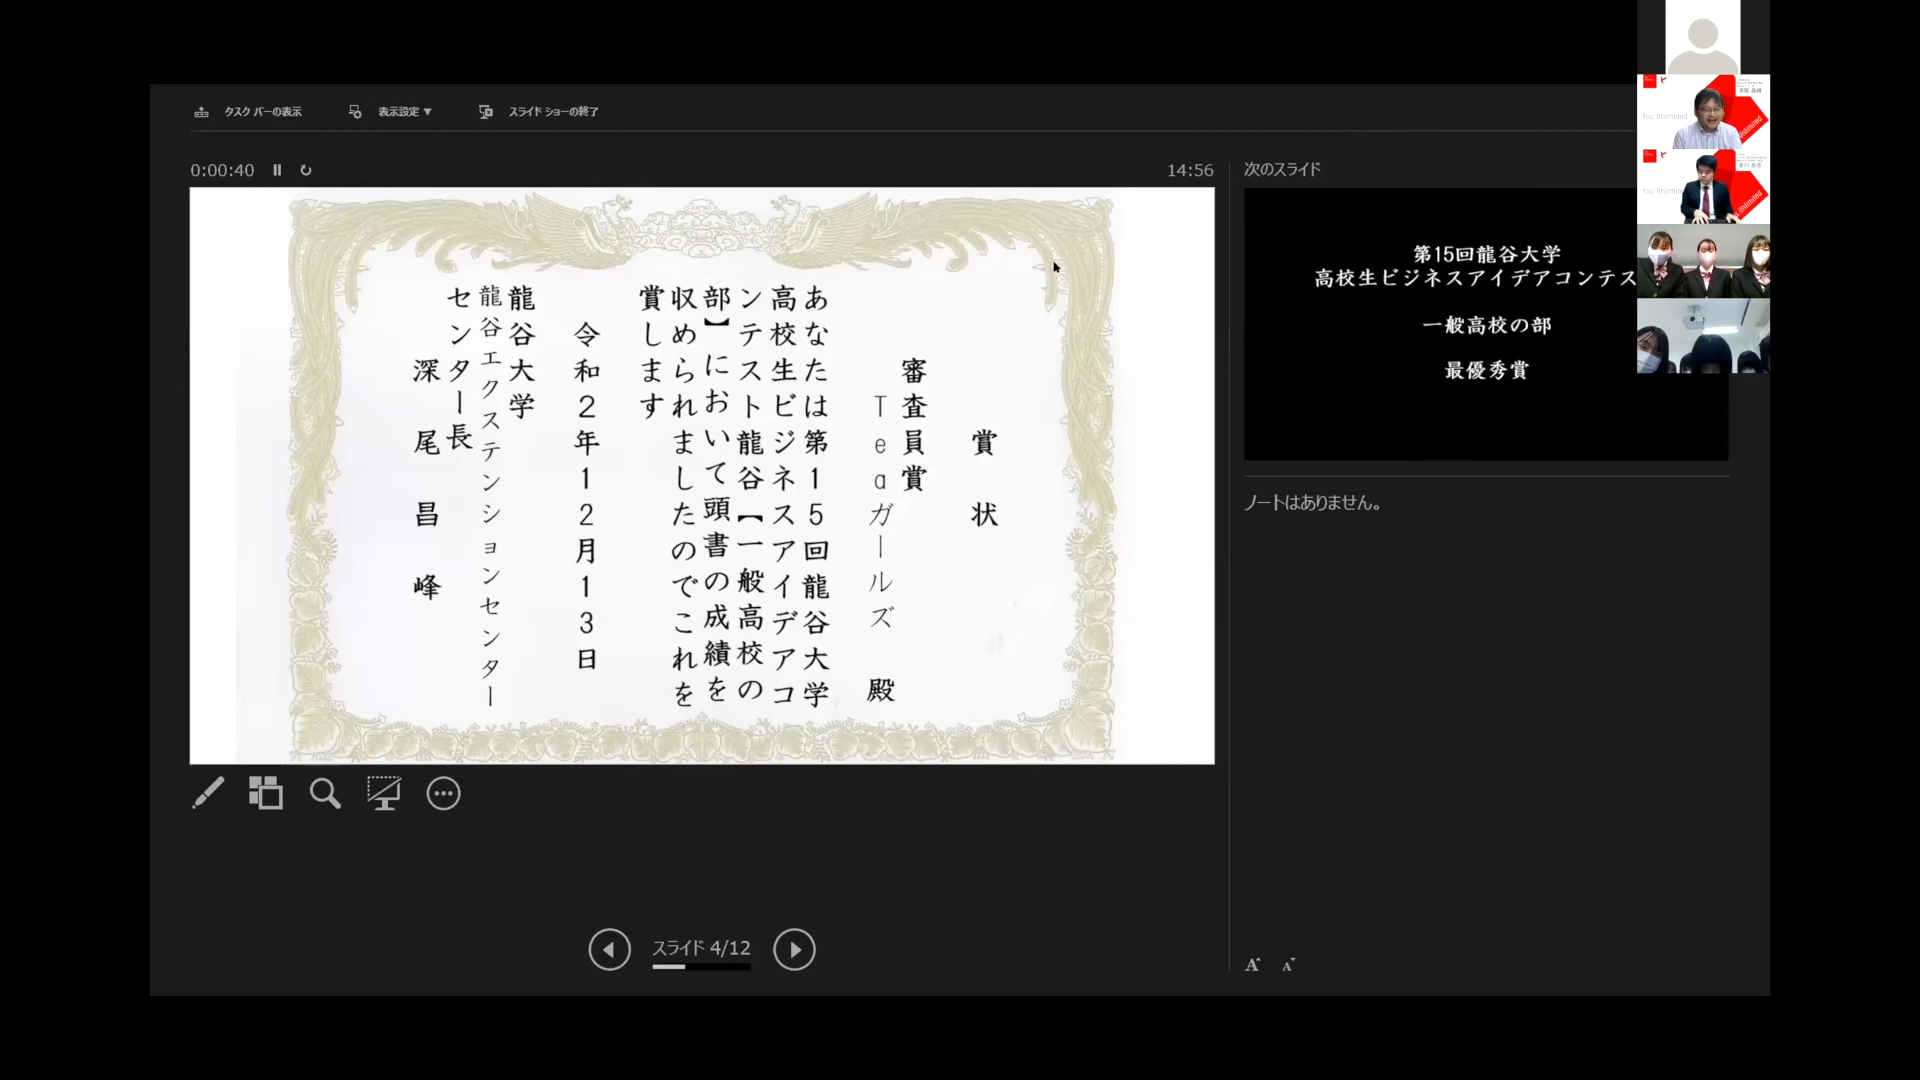 タスク バーの表示
表示設定 ▼
スライド ショーの終了
0:00:40
14:56
賞状
審査員賞
Teaガールズ 殿
あなたは第15回龍谷大学
高校生ビジネスアイデアコ
ンテスト龍谷【一般高校の
部】において頭書の成績を
収められましたのでこれを
賞します
令和2年12月13日
龍谷大学
龍谷エクステンションセンター
センター長
深尾昌峰
スライド 4/12
次のスライド
第15回龍谷大学
高校生ビジネスアイデアコンテス
一般高校の部
最優秀賞
ノートはありません。
You Unlimited
Unlimited
深尾 昌峰